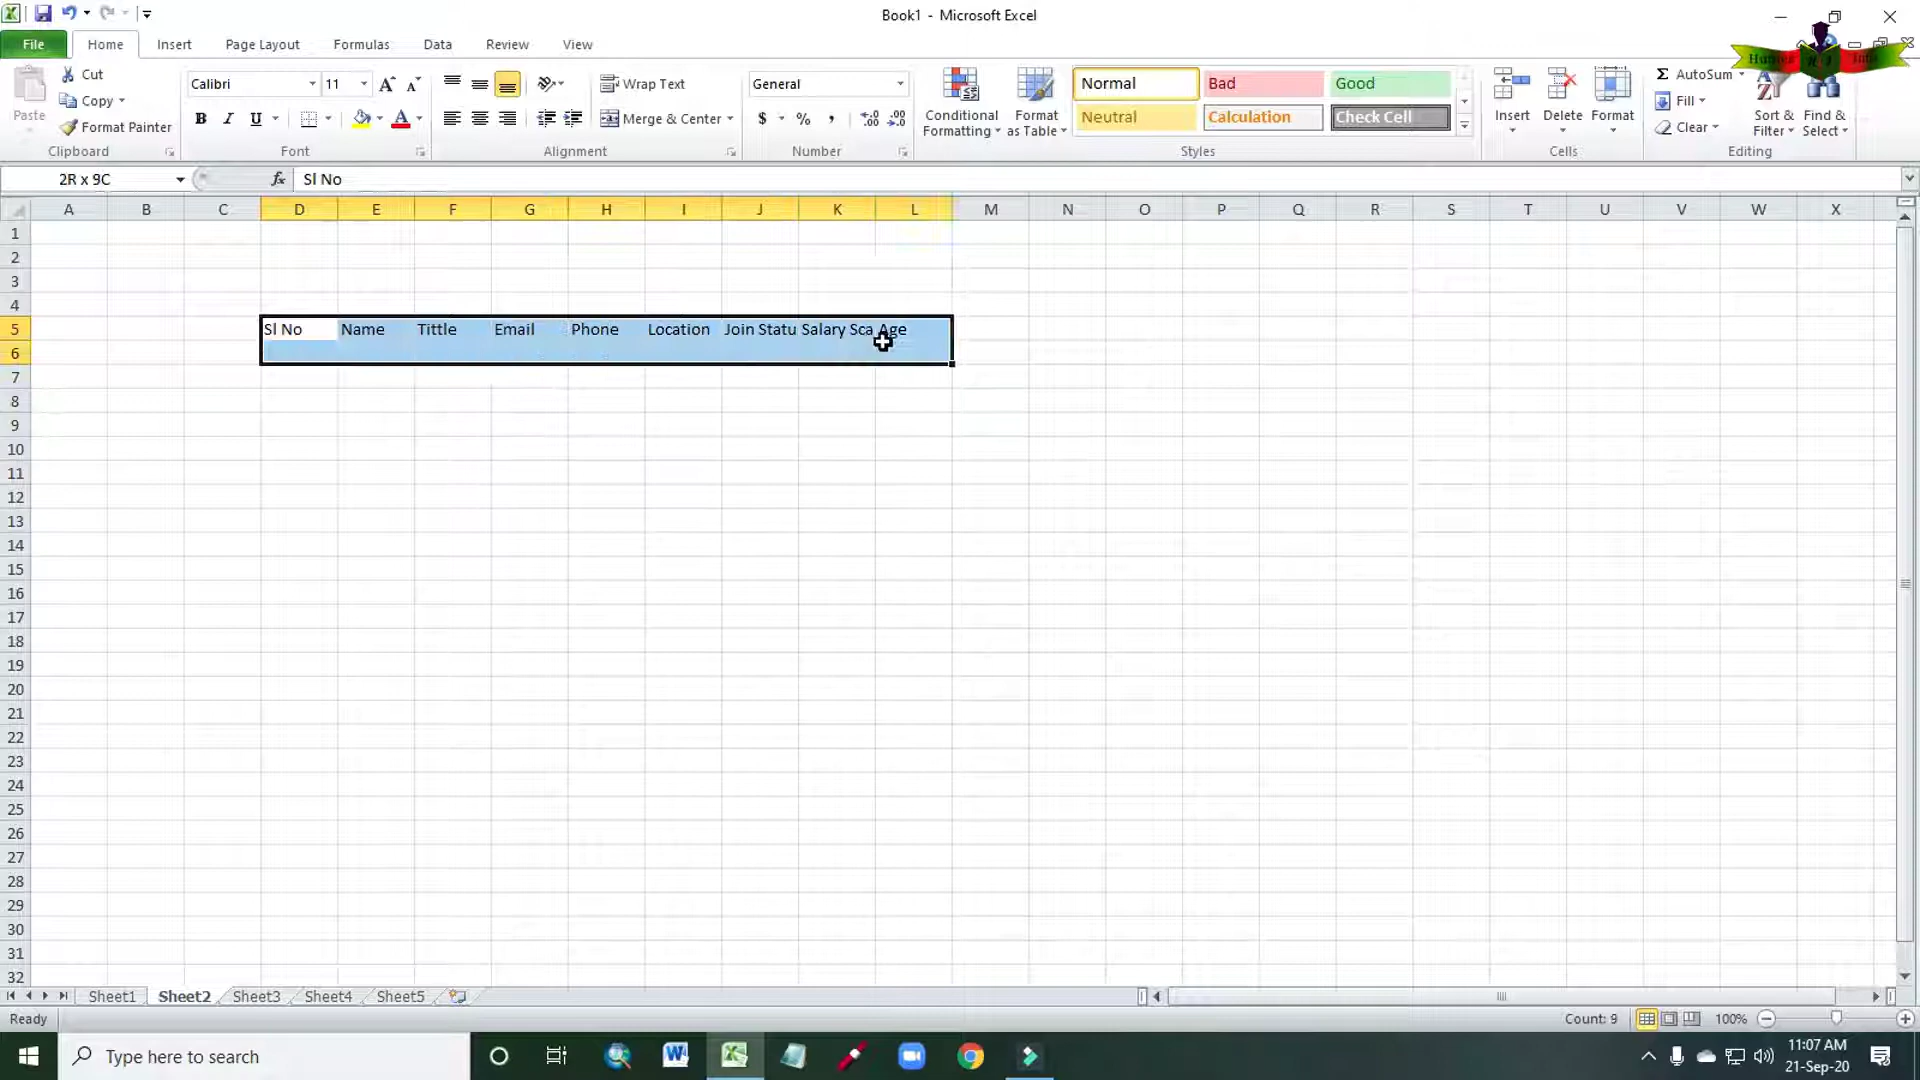 Book1 - Microsoft Excel
File Home Insert Page Layout Formulas Data Review View
Paste Cut Copy Format Painter
Clipboard
Calibri 11
B I U A
Font
Wrap Text
Merge & Center
Alignment
General
$ % ,
Number
Conditional Formatting
Format as Table
Normal Bad Good
Neutral Calculation Check Cell
Styles
Insert Delete Format
Cells
AutoSum
Fill
Clear
Sort & Filter
Find & Select
Editing
2R x 9C fx Sl No
A B C D E F G H I J K L M N O P Q R S T U V W X
1
2
3
4
5 Sl No Name Tittle Email Phone Location Join Statu Salary Sca Age
6
7
8
9
10
11
12
13
14
15
16
17
18
19
20
21
22
23
24
25
26
27
28
29
30
31
32
Sheet1 Sheet2 Sheet3 Sheet4 Sheet5
Ready Count: 9 100%
Type here to search
11:07 AM
21-Sep-20